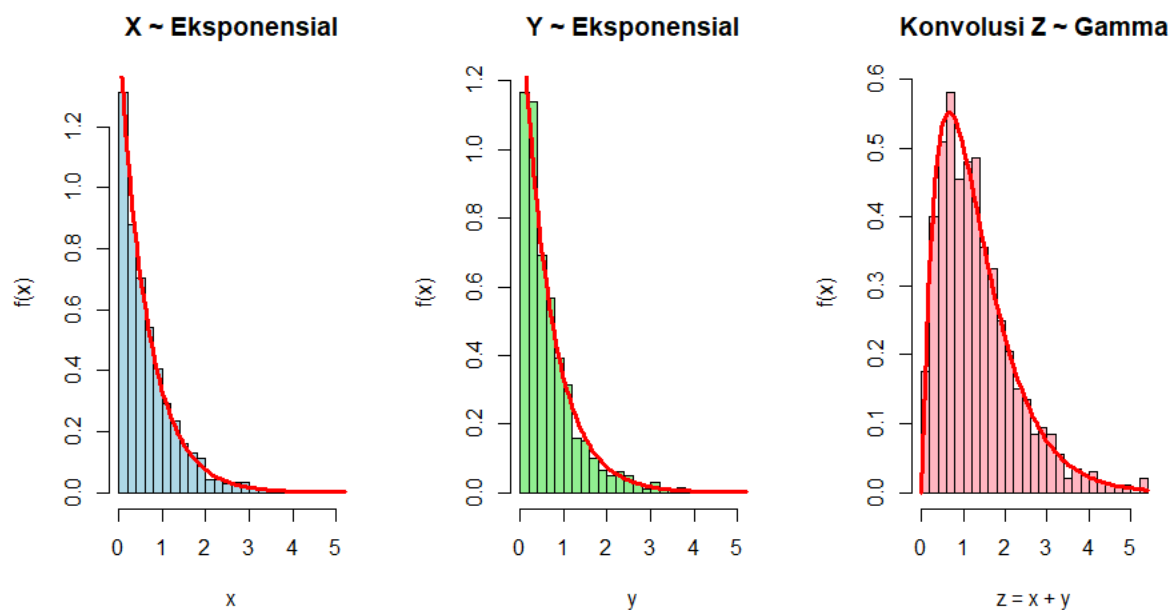 X ~ Eksponensial
f(x)
0.0 0.2 0.4 0.6 0.8 1.0 1.2
0 1 2 3 4 5
x
Y ~ Eksponensial
f(x)
0.0 0.2 0.4 0.6 0.8 1.0 1.2
0 1 2 3 4 5
y
Konvolusi Z ~ Gamma
f(x)
0.0 0.1 0.2 0.3 0.4 0.5 0.6
0 1 2 3 4 5
z = x + y